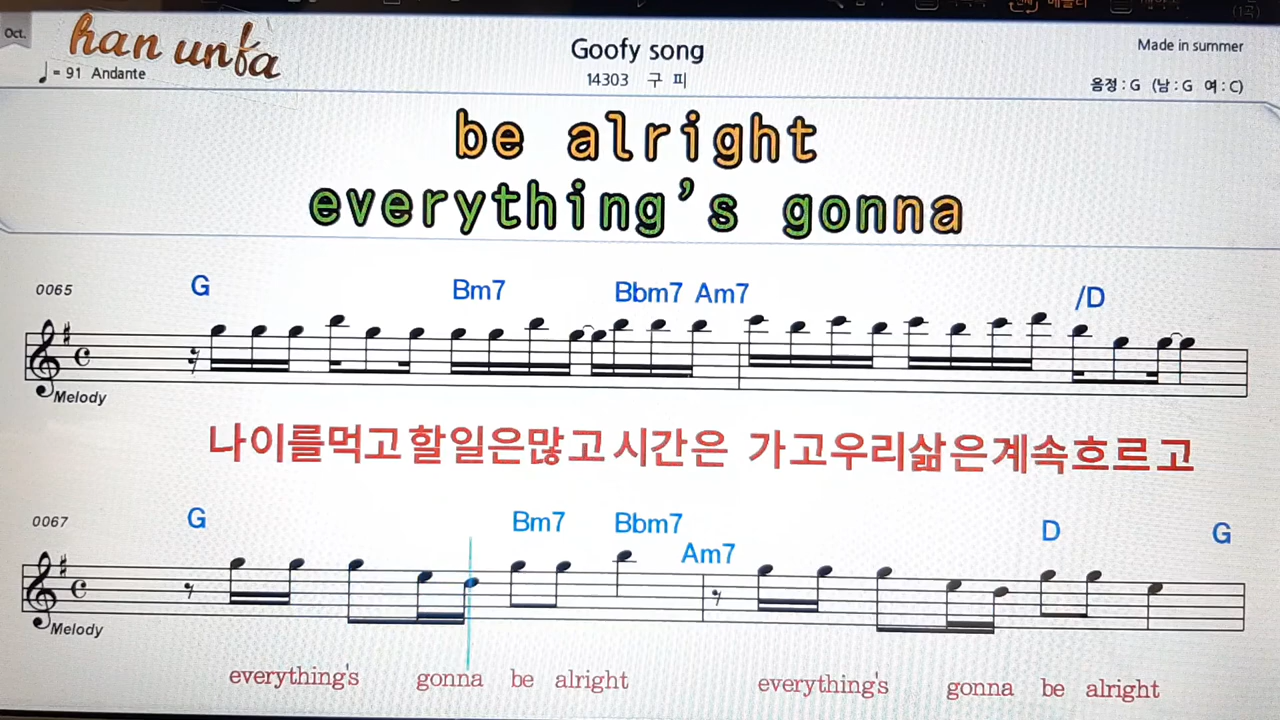 Oct.
han unfa
= 91 Andante
Goofy song
14303 구 피
Made in summer
음정 : G (남 : G 여 : C)
be alright
everything's gonna
0065
G Bm7 Bbm7 Am7 /D
Melody
나이를먹고할일은많고시간은 가고우리삶은계속흐르고
0067
G Bm7 Bbm7 Am7 D G
Melody
everything's gonna be alright everything's gonna be alright